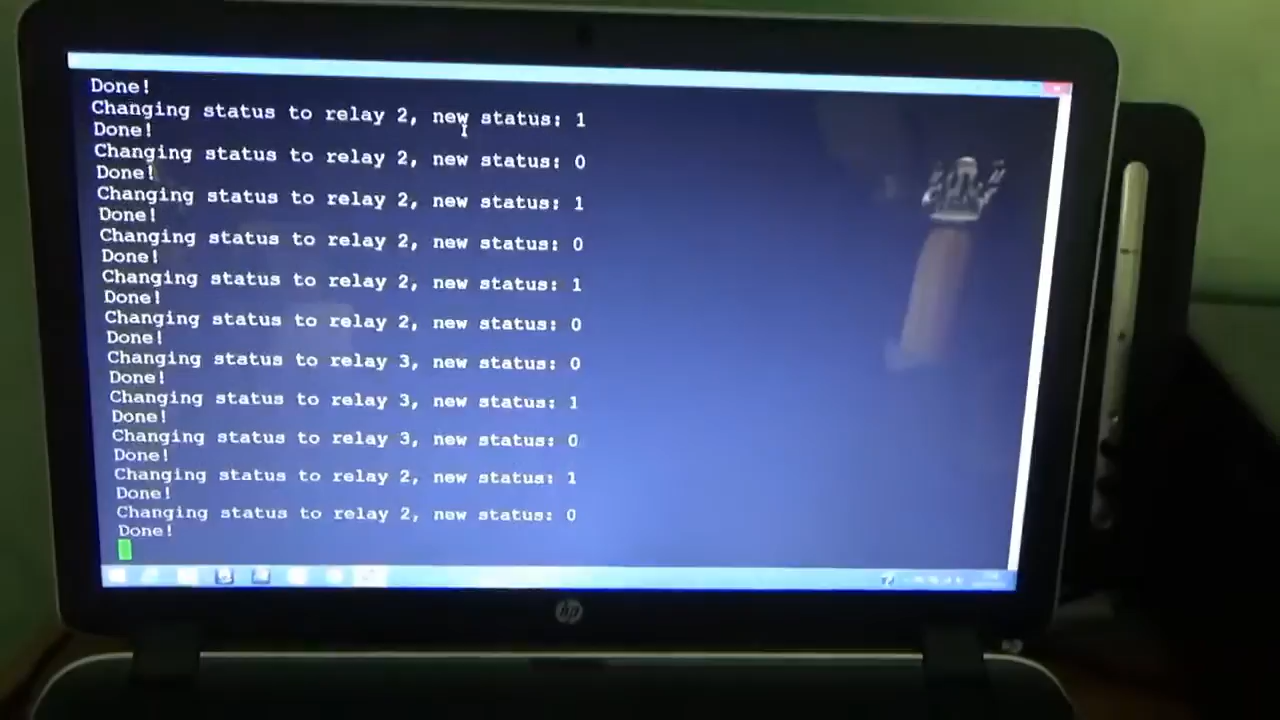 Done!
Changing status to relay 2, new status: 1
Done!
Changing status to relay 2, new status: 0
Done!
Changing status to relay 2, new status: 1
Done!
Changing status to relay 2, new status: 0
Done!
Changing status to relay 2, new status: 1
Done!
Changing status to relay 2, new status: 0
Done!
Changing status to relay 3, new status: 0
Done!
Changing status to relay 3, new status: 1
Done!
Changing status to relay 3, new status: 0
Done!
Changing status to relay 2, new status: 1
Done!
Changing status to relay 2, new status: 0
Done!
hp